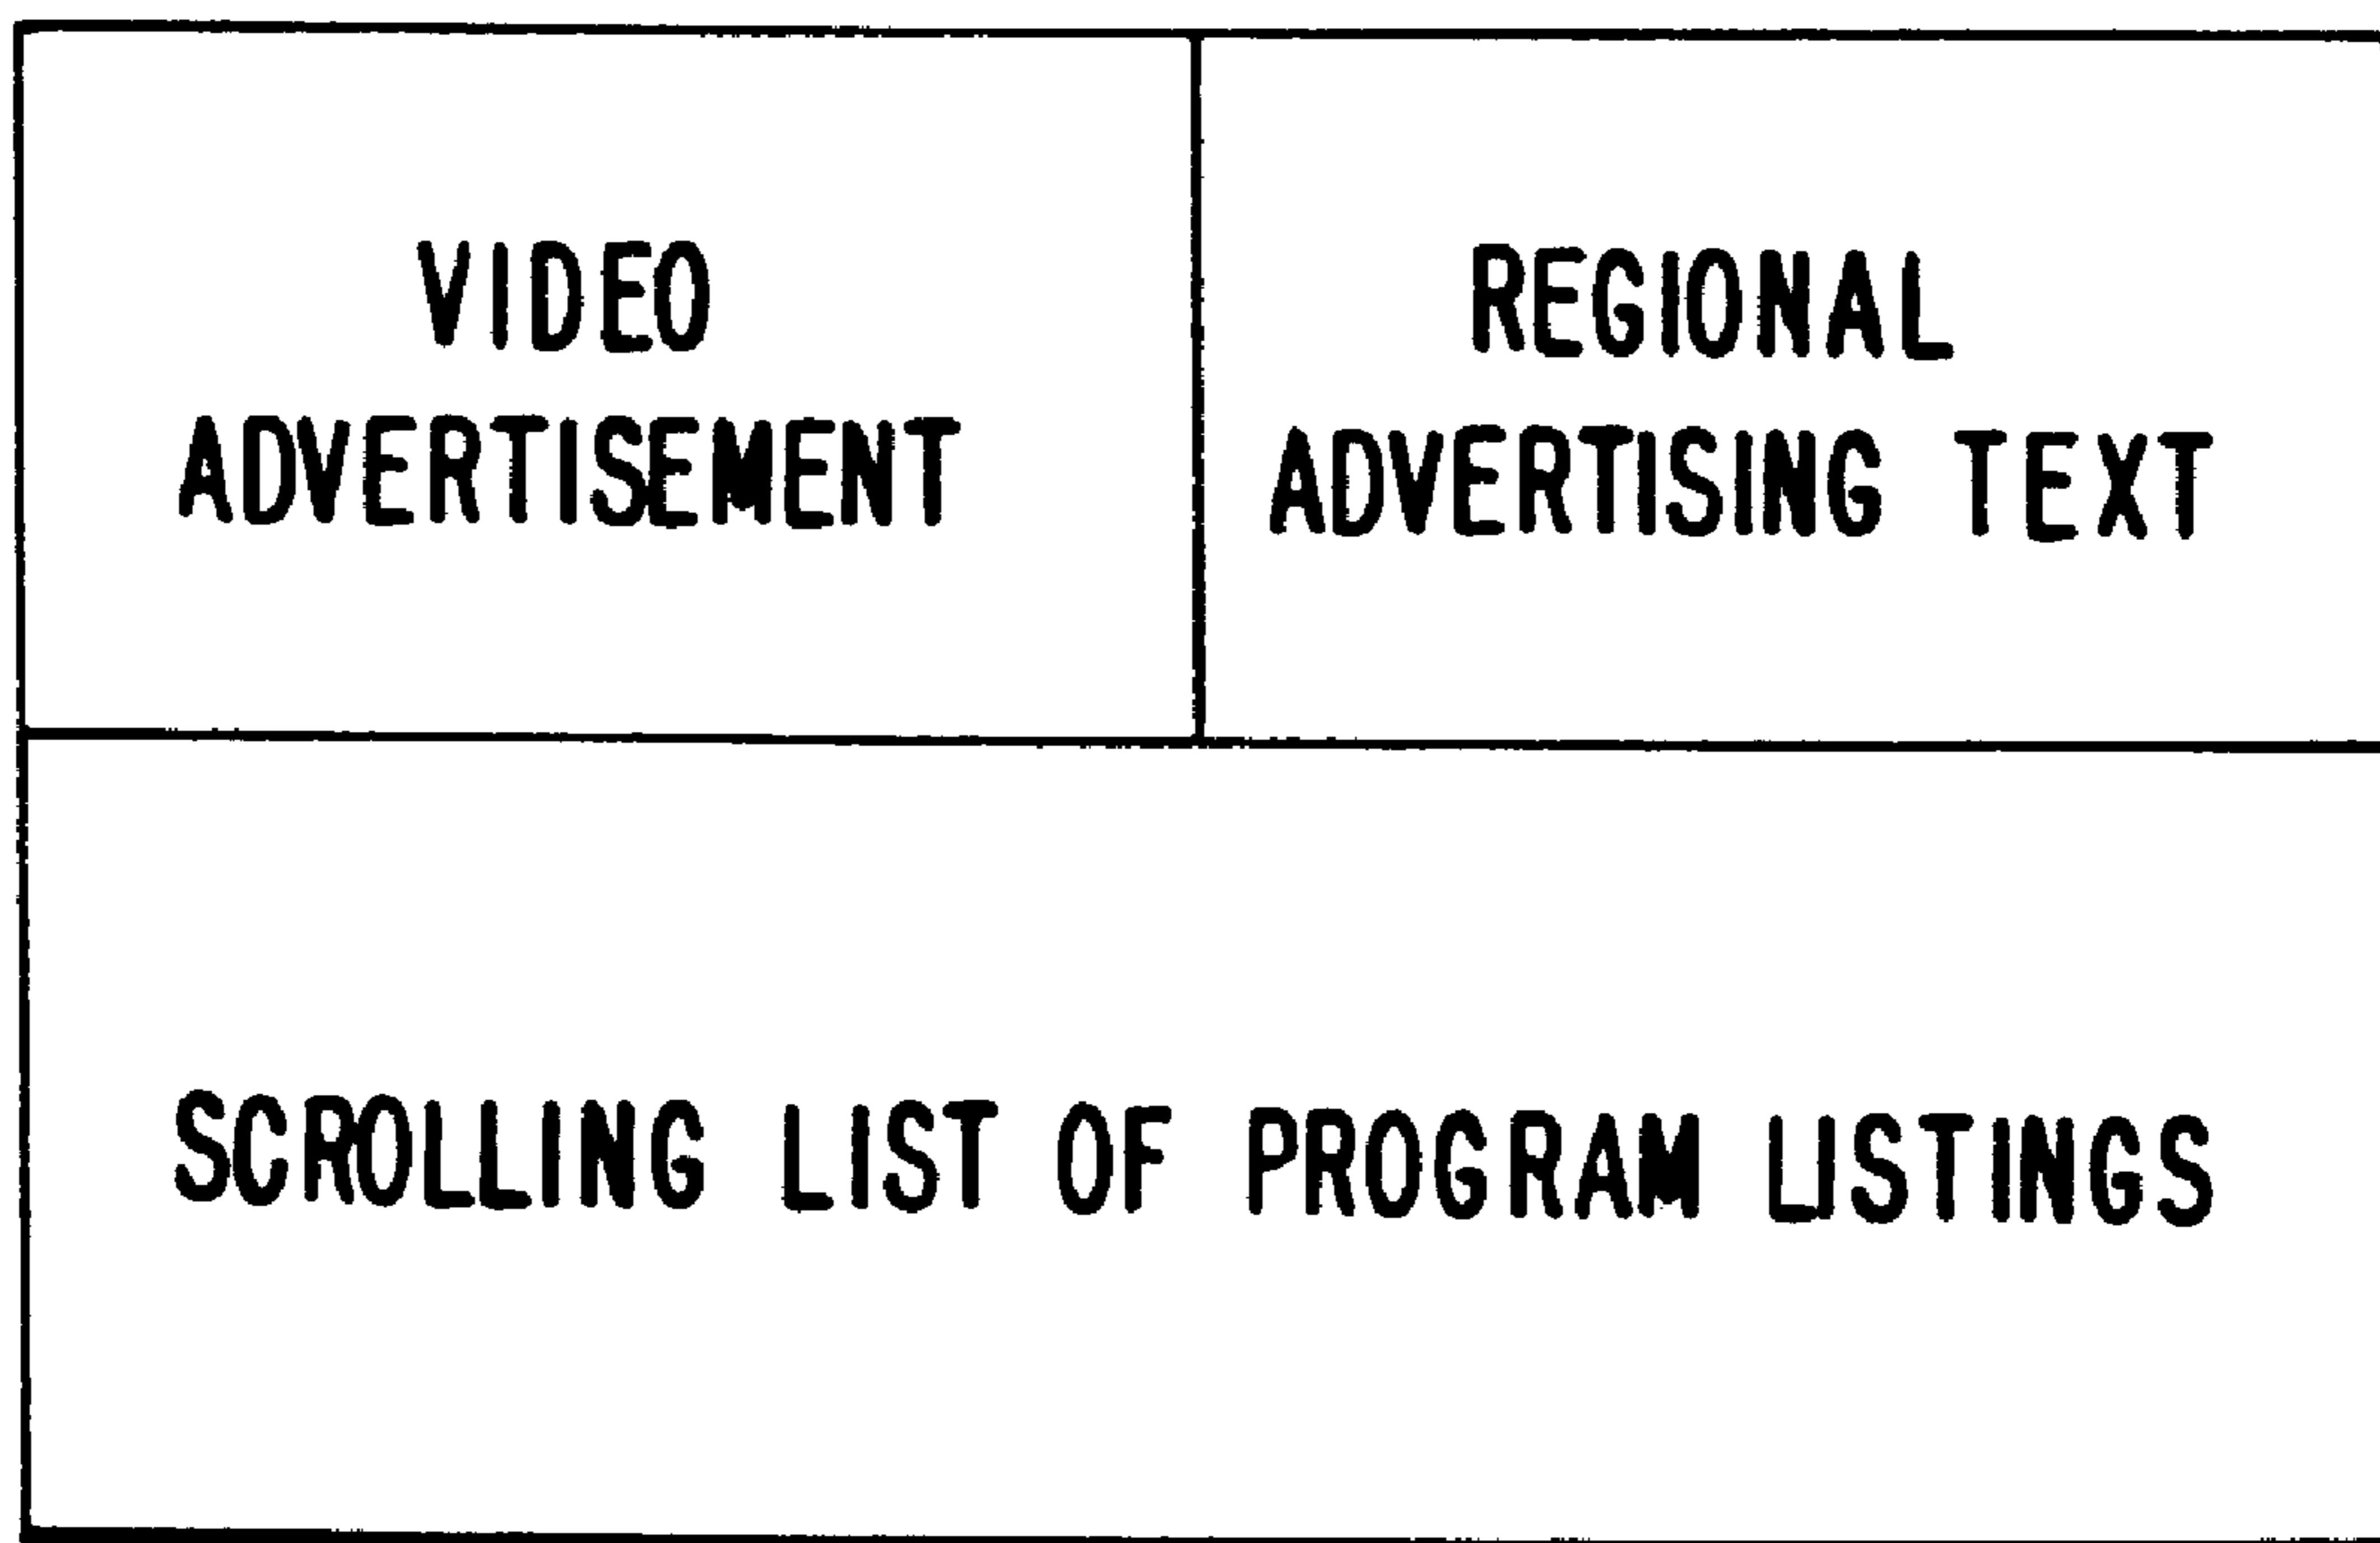 VIDEO
ADVERTISEMENT
REGIONAL
ADVERTISING TEXT
SCROLLING LIST OF PROGRAM LISTINGS